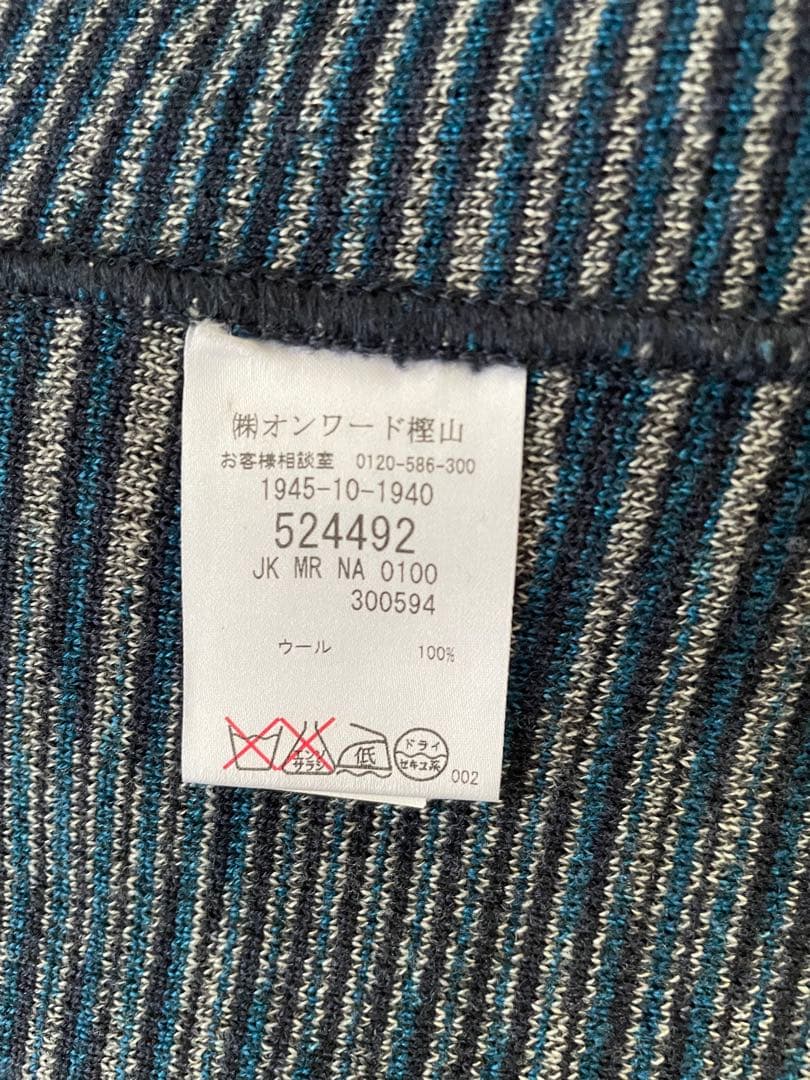 ㈱オンワード樫山
お客様相談室 0120-586-300
1945-10-1940
524492
JK MR NA 0100
300594
ウール 100%
エンソ
サラシ
低
ドライ
セキユ系
002